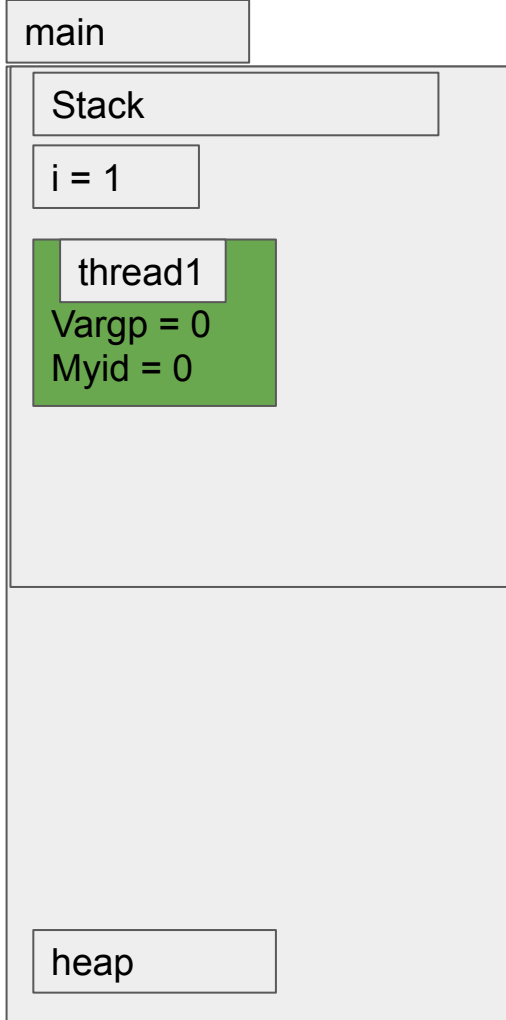 main
Stack
i = 1
thread1
Vargp = 0
Myid = 0
heap